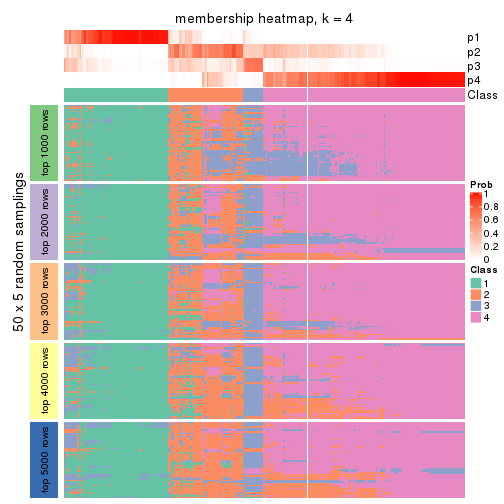 membership heatmap, k = 4
p1
p2
p3
p4
Class
50 x 5 random samplings
top 1000 rows
top 2000 rows
top 3000 rows
top 4000 rows
top 5000 rows
Prob
1
0.8
0.6
0.4
0.2
0
Class
1
2
3
4